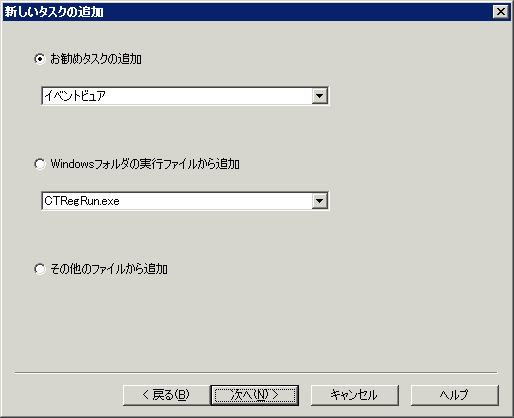 新しいタスクの追加
お勧めタスクの追加
イベントビュア
Windowsフォルダの実行ファイルから追加
CTRegRun.exe
その他のファイルから追加
< 戻る(B) 次へ(N) > キャンセル ヘルプ